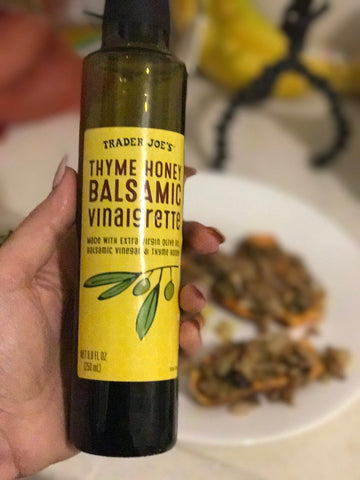 TRADER JOE'S
THYME HONEY
BALSAMIC
vinaigrette
MADE WITH EXTRA VIRGIN OLIVE OIL,
BALSAMIC VINEGAR & THYME HONEY
NET 8.8 FL OZ
(250 mL)